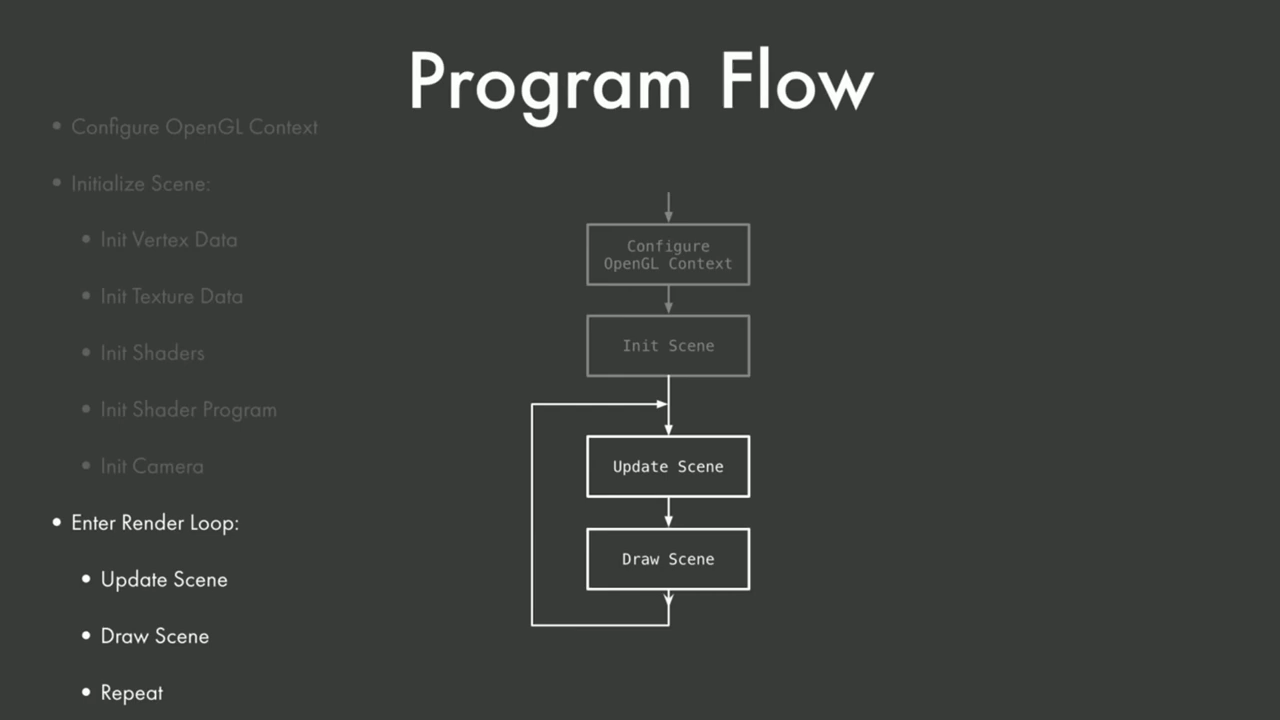 Program Flow
• Configure OpenGL Context
• Initialize Scene:
• Init Vertex Data
• Init Texture Data
• Init Shaders
• Init Shader Program
• Init Camera
• Enter Render Loop:
• Update Scene
• Draw Scene
• Repeat
Configure
OpenGL Context
Init Scene
Update Scene
Draw Scene